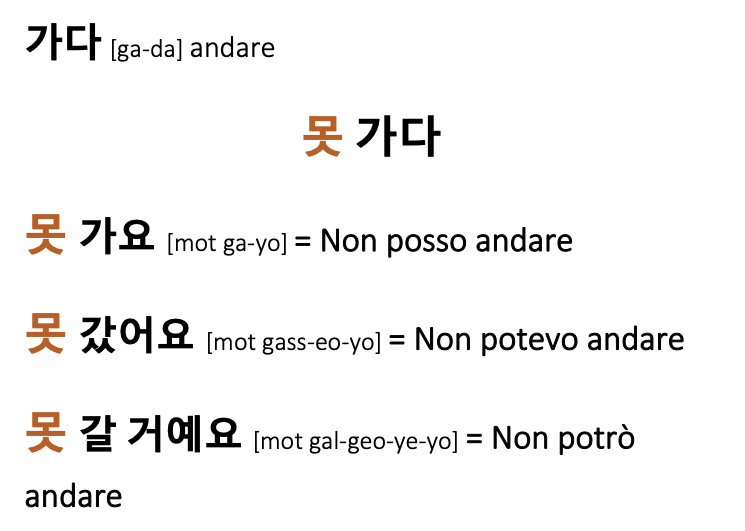 가다 [ga-da] andare
못 가다
못 가요 [mot ga-yo] = Non posso andare
못 갔어요 [mot gass-eo-yo] = Non potevo andare
못 갈 거예요 [mot gal-geo-ye-yo] = Non potrò
andare